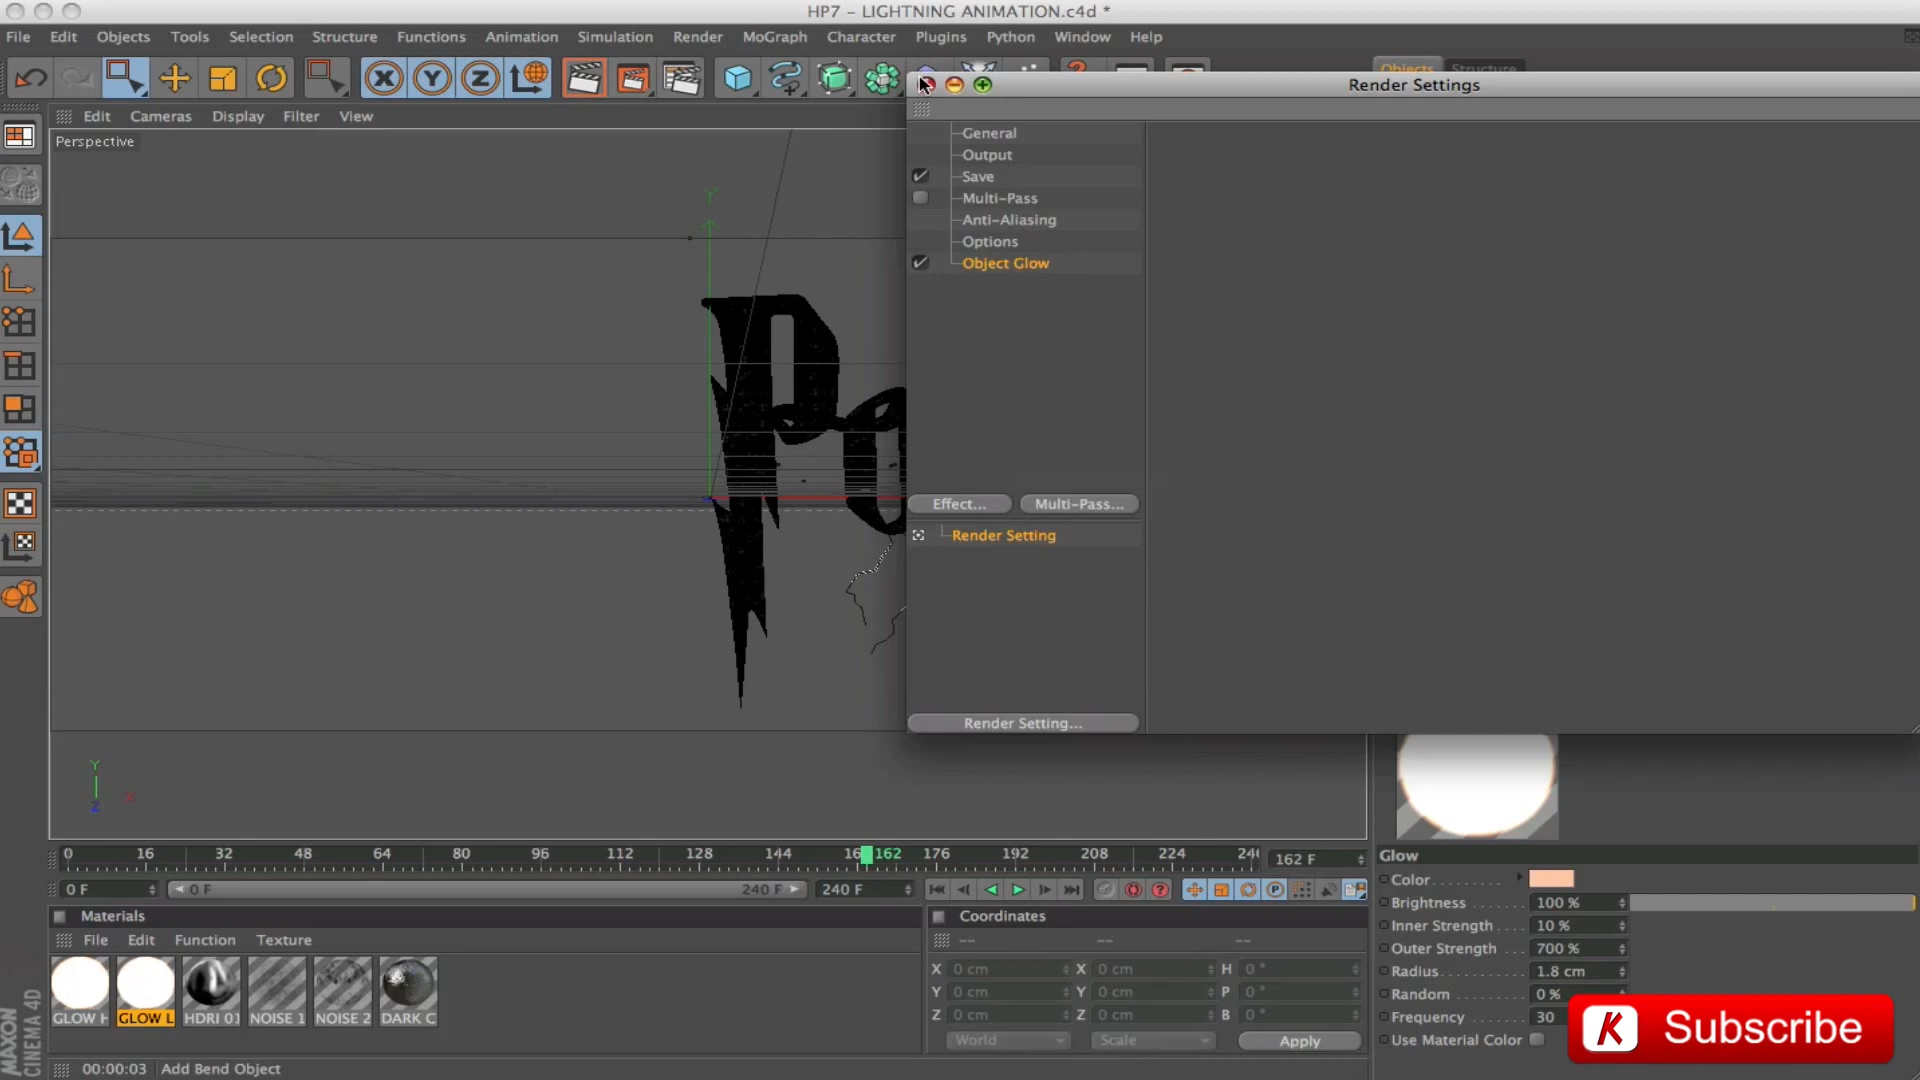 HP7 - LIGHTNING ANIMATION.c4d *
File Edit Objects Tools Selection Structure Functions Animation Simulation Render MoGraph Character Plugins Python Window Help
X Y Z
Objects Structure
Render Settings
Edit Cameras Display Filter View
Perspective
General
Output
Save
Multi-Pass
Anti-Aliasing
Options
Object Glow
Y
Effect... Multi-Pass...
Render Setting
Render Setting...
Y
Z X
0 16 32 48 64 80 96 112 128 144 162 176 192 208 224 162 F
0 F 0 F 240 F 240 F
Glow
Color
Brightness 100 %
Inner Strength 10 %
Outer Strength 700 %
Radius 1.8 cm
Random 0 %
Frequency 30
Use Material Color
Materials
File Edit Function Texture
GLOW H GLOW L HDRI 01 NOISE 1 NOISE 2 DARK C
Coordinates
-- -- --
X 0 cm X 0 cm H 0 °
Y 0 cm Y 0 cm P 0 °
Z 0 cm Z 0 cm B 0 °
World Scale Apply
MAXON
CINEMA 4D
00:00:03 Add Bend Object
K Subscribe